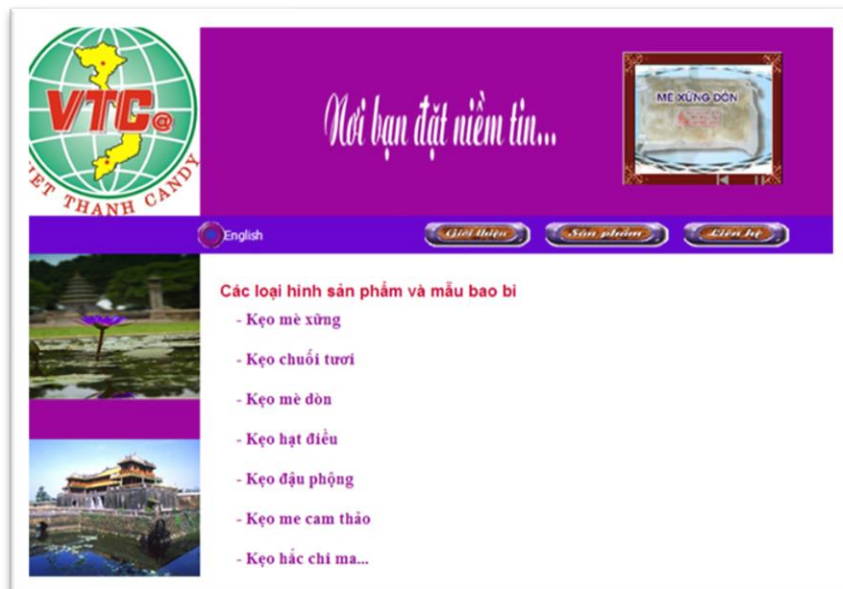 VTC@
VIET THANH CANDY
Nơi bạn đặt niềm tin...
MÈ XỬNG DÒN
English
Giới thiệu
Sản phẩm
Liên hệ
Các loại hình sản phẩm và mẫu bao bì
- Kẹo mè xững
- Kẹo chuối tươi
- Kẹo mè dòn
- Kẹo hạt điều
- Kẹo đậu phộng
- Kẹo me cam thảo
- Kẹo hắc chi ma...